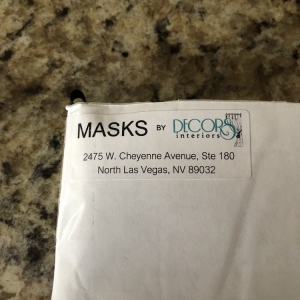 MASKS BY DECORS
interiors
2475 W. Cheyenne Avenue, Ste 180
North Las Vegas, NV 89032